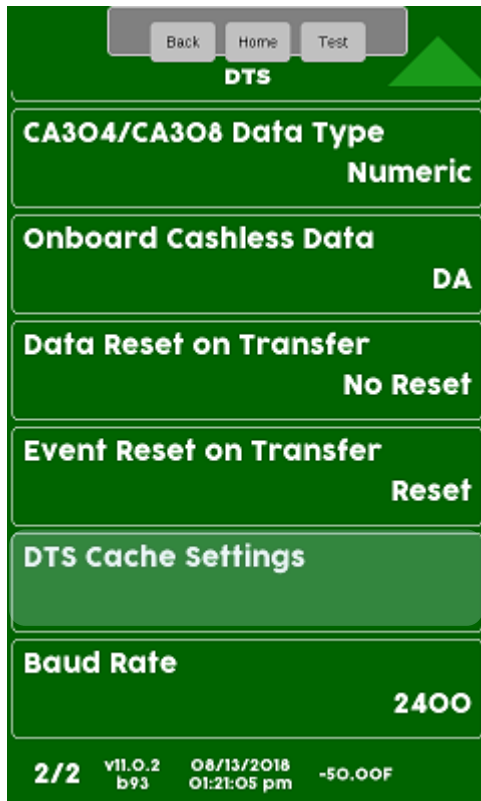 Back Home Test
DTS
CA304/CA308 Data Type
Numeric
Onboard Cashless Data
DA
Data Reset on Transfer
No Reset
Event Reset on Transfer
Reset
DTS Cache Settings
Baud Rate
2400
2/2 v11.0.2 08/13/2018 -50.00F
b93 01:21:05 pm